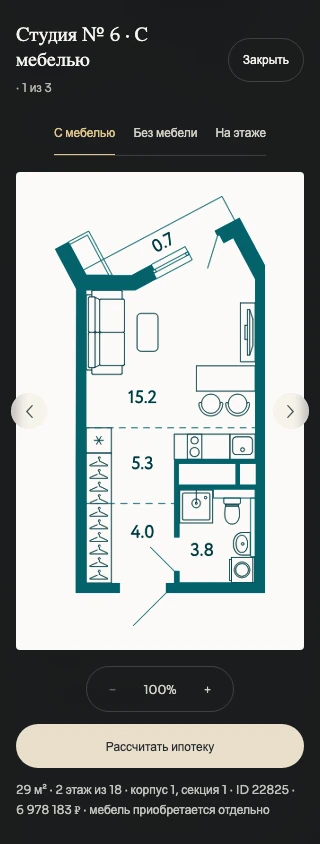 Студия № 6 · С
мебелью
· 1 из 3
Закрыть
С мебелью
Без мебели
На этаже
0.7
15.2
5.3
4.0
3.8
− 100% +
Рассчитать ипотеку
29 м² · 2 этаж из 18 · корпус 1, секция 1 · ID 22825 ·
6 978 183 ₽ · мебель приобретается отдельно